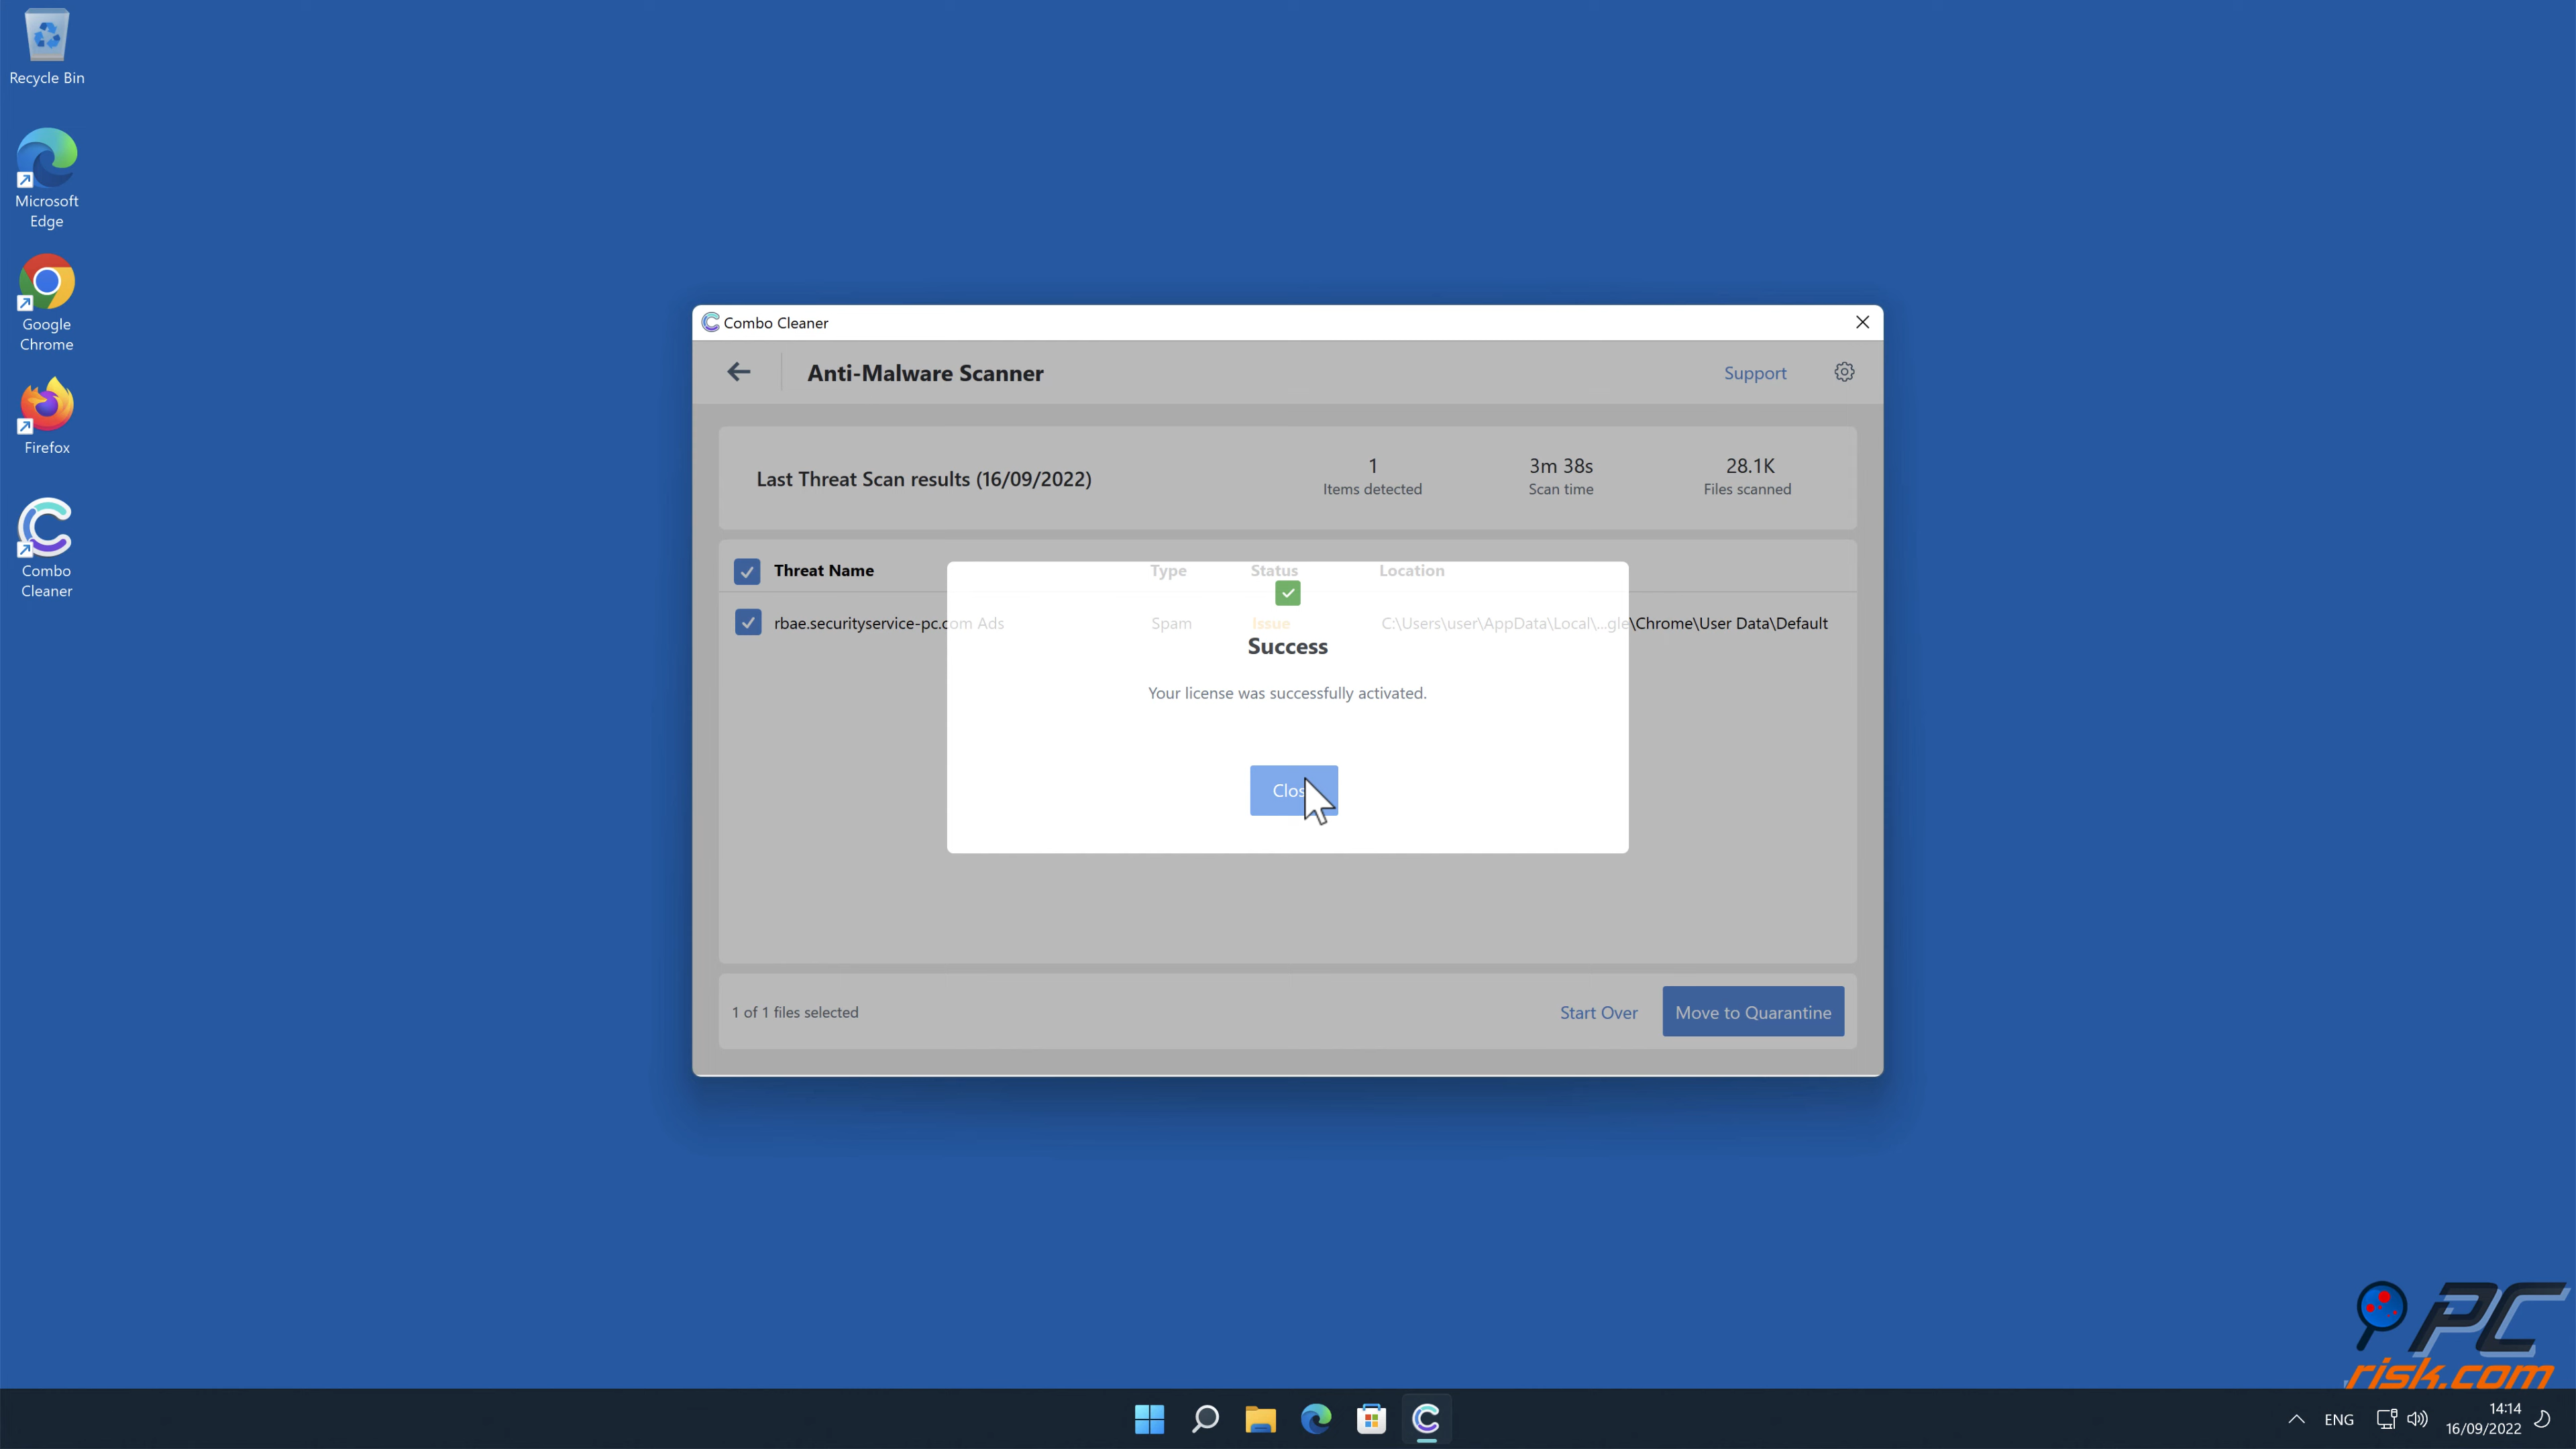 Recycle Bin
Microsoft
Edge
Google
Chrome
Firefox
Combo
Cleaner
Combo Cleaner
Anti-Malware Scanner
Support
Last Threat Scan results (16/09/2022)
1
Items detected
3m 38s
Scan time
28.1K
Files scanned
Threat Name Type Status Location
rbae.securityservice-pc.com Ads Spam Issue C:\Users\user\AppData\Local\...gle\Chrome\User Data\Default
Success
Your license was successfully activated.
1 of 1 files selected
Start Over
Move to Quarantine
PC
risk.com
ENG
14:14
16/09/2022